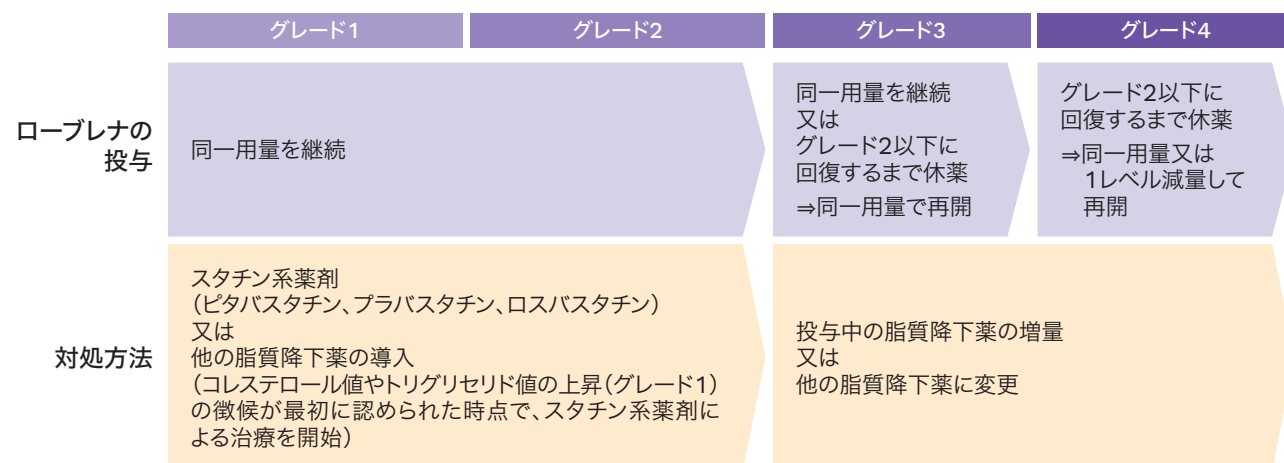 グレード1
グレード2
グレード3
グレード4
ローブレナの
投与
同一用量を継続
同一用量を継続
又は
グレード2以下に
回復するまで休薬
⇒同一用量で再開
グレード2以下に
回復するまで休薬
⇒同一用量又は
1レベル減量して
再開
対処方法
スタチン系薬剤
（ピタバスタチン、プラバスタチン、ロスバスタチン）
又は
他の脂質降下薬の導入
（コレステロール値やトリグリセリド値の上昇（グレード1）
の徴候が最初に認められた時点で、スタチン系薬剤に
よる治療を開始）
投与中の脂質降下薬の増量
又は
他の脂質降下薬に変更